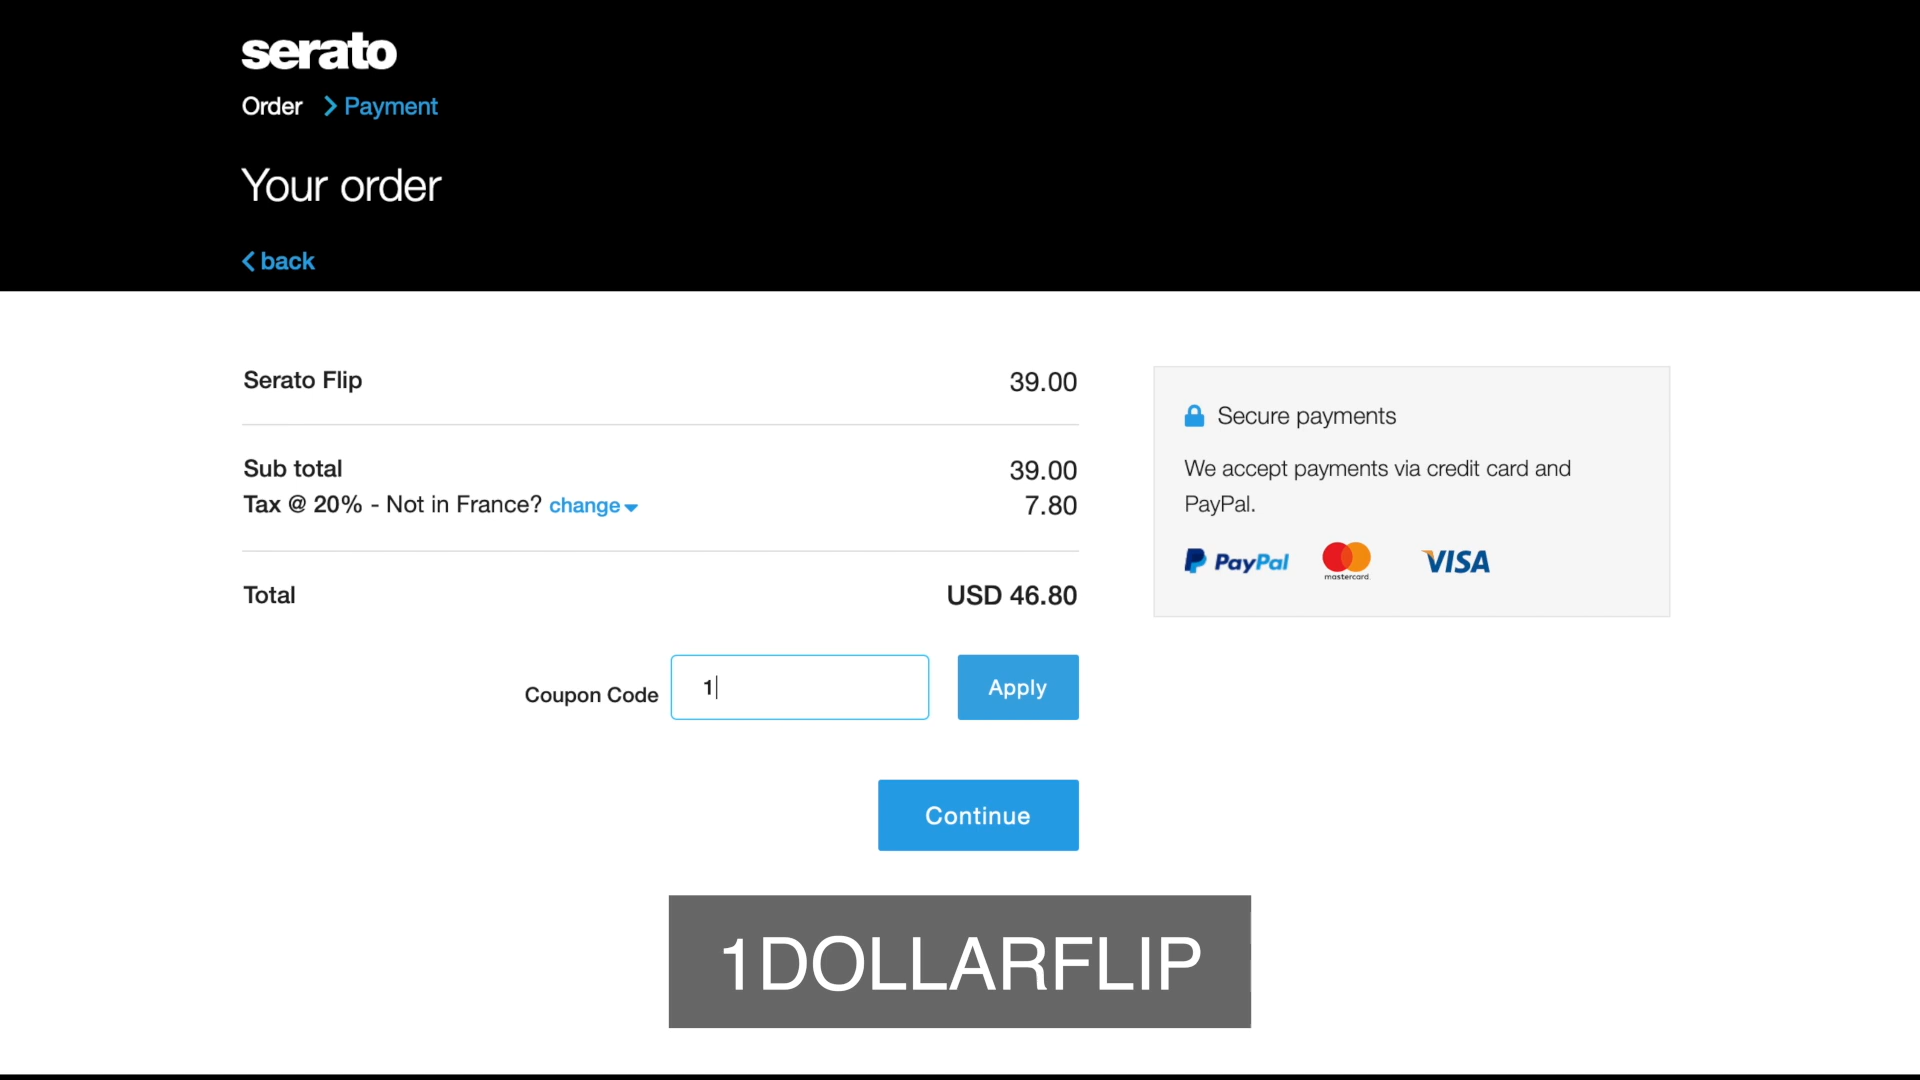 serato
Order > Payment
Your order
< back
Serato Flip 39.00
Sub total 39.00
Tax @ 20% - Not in France? change 7.80
Total USD 46.80
Coupon Code 1 Apply
Continue
Secure payments
We accept payments via credit card and
PayPal.
PayPal mastercard VISA
1DOLLARFLIP